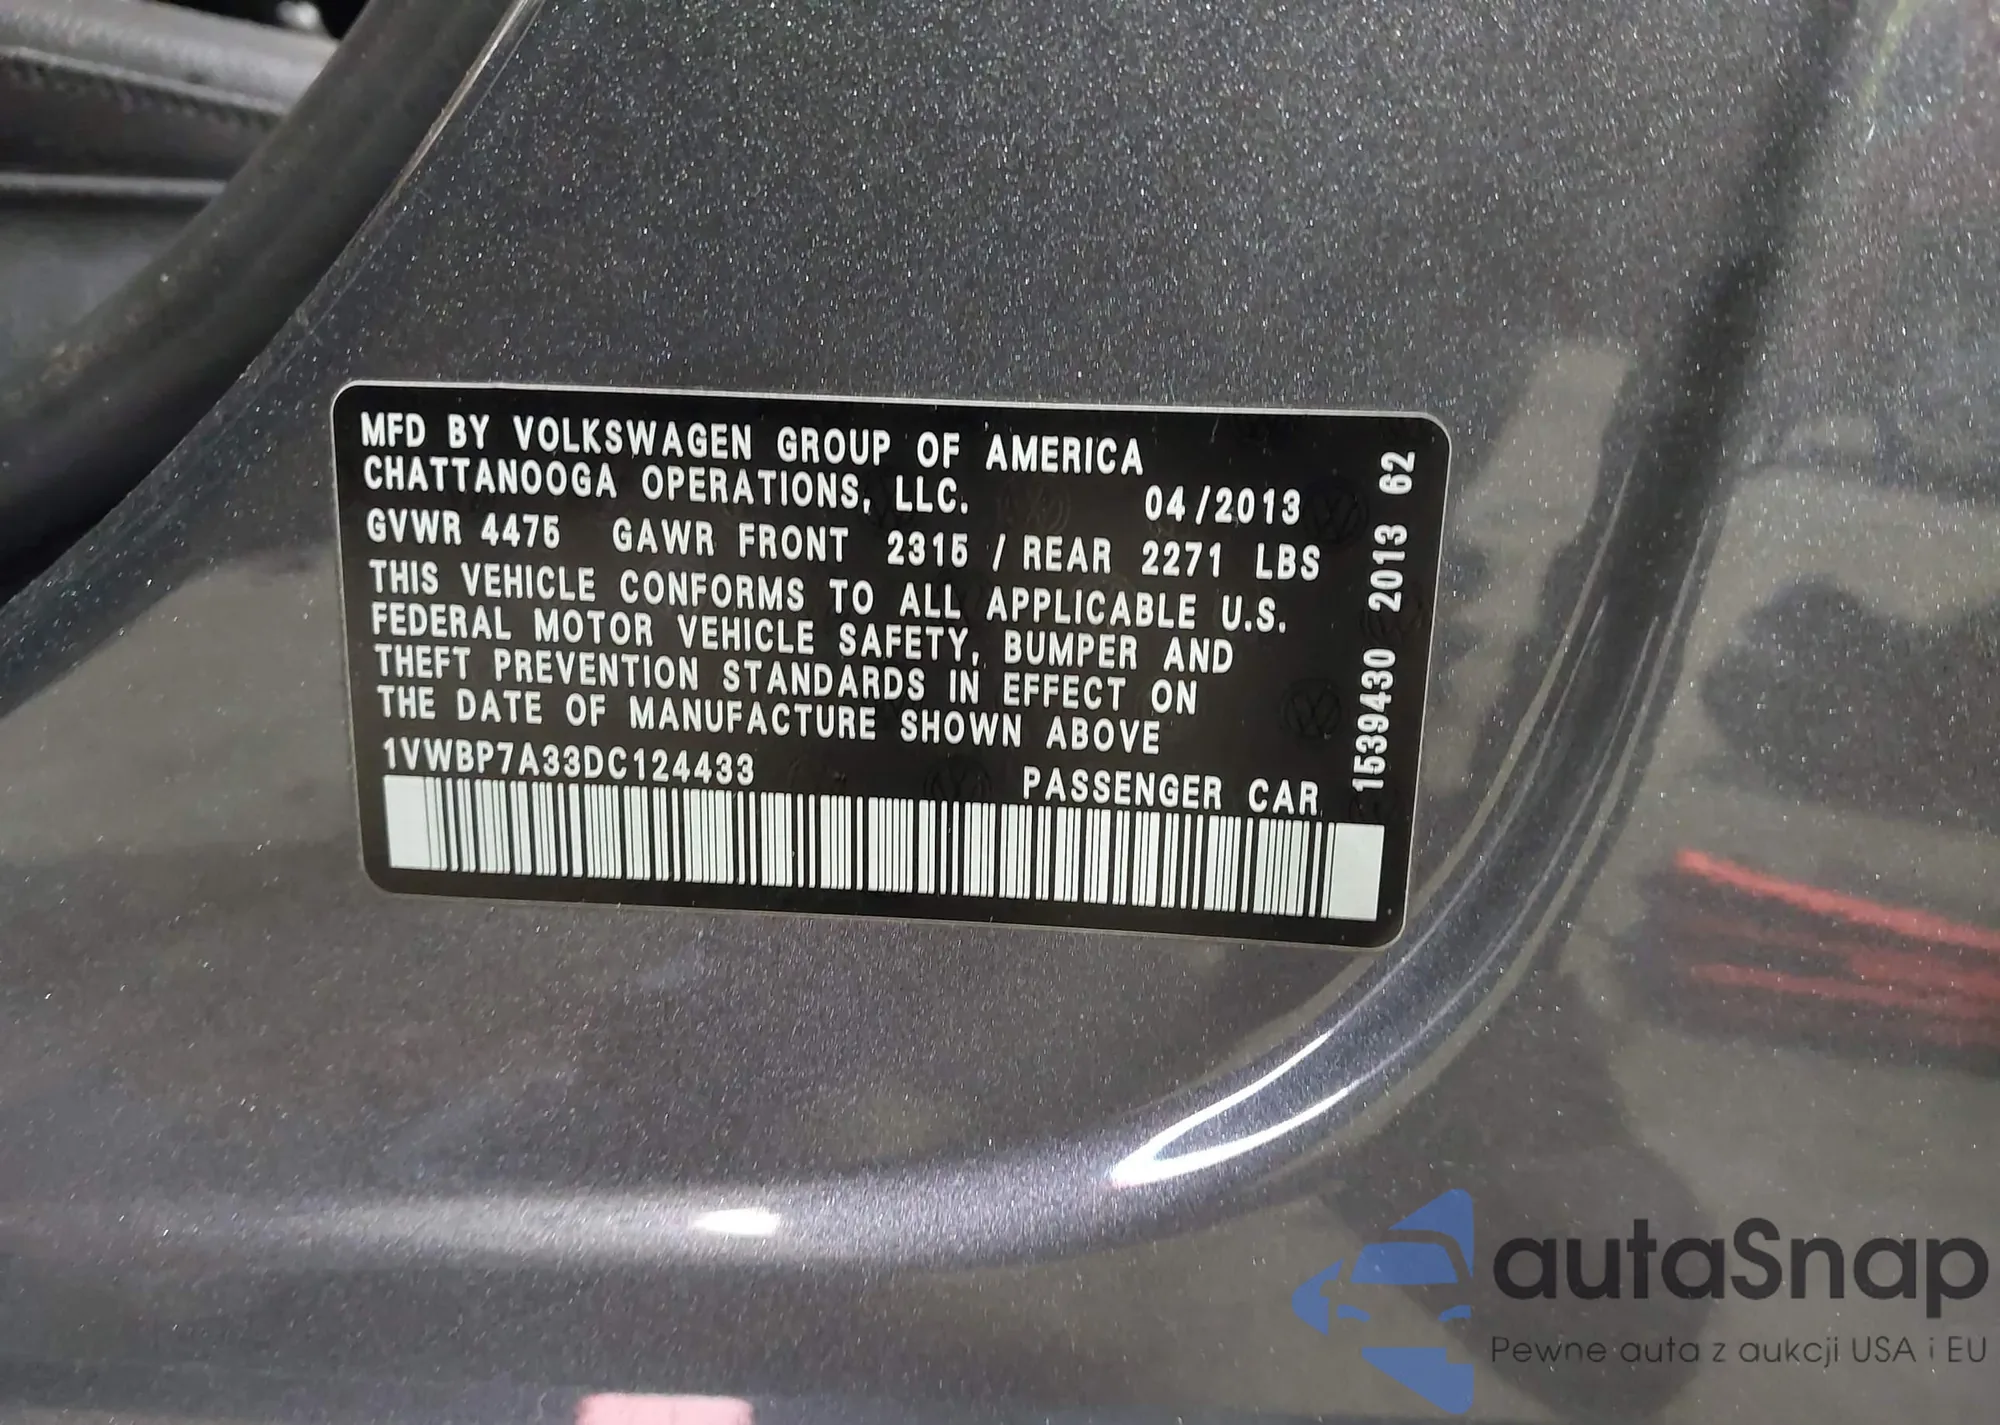 MFD BY VOLKSWAGEN GROUP OF AMERICA
CHATTANOOGA OPERATIONS, LLC. 04/2013
GVWR 4475 GAWR FRONT 2315 / REAR 2271 LBS
THIS VEHICLE CONFORMS TO ALL APPLICABLE U.S.
FEDERAL MOTOR VEHICLE SAFETY, BUMPER AND
THEFT PREVENTION STANDARDS IN EFFECT ON
THE DATE OF MANUFACTURE SHOWN ABOVE
1VWBP7A33DC124433 PASSENGER CAR
1539430 2013 62
autaSnap
Pewne auta z aukcji USA i EU